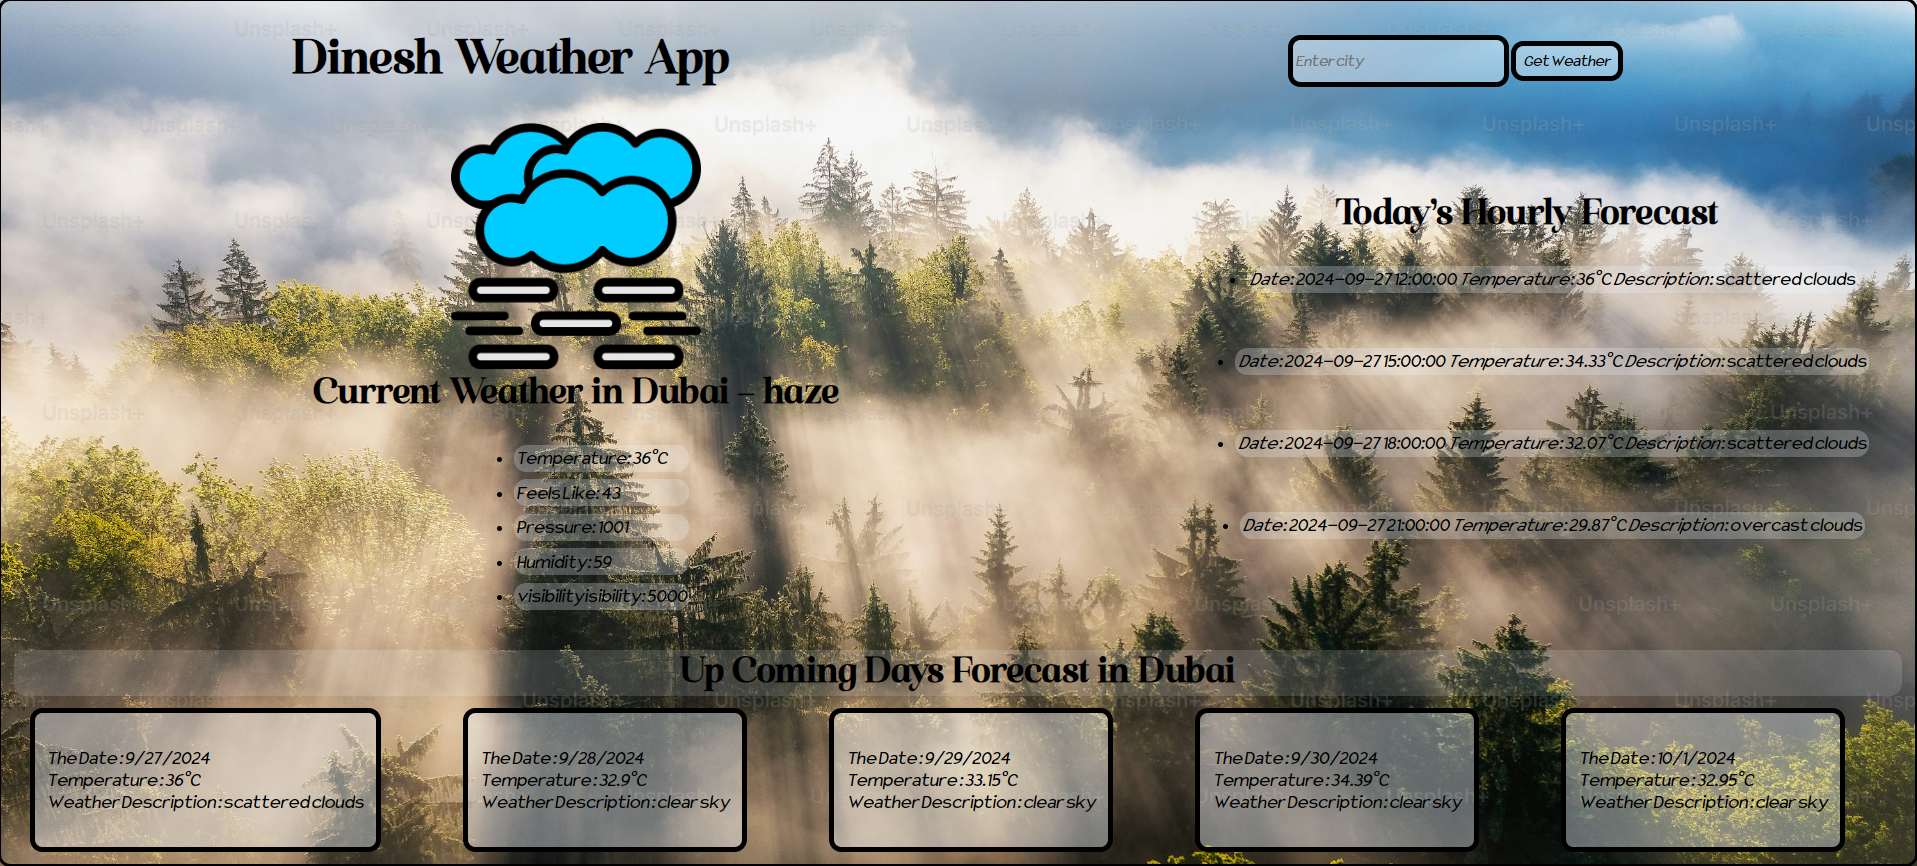 Dinesh Weather App
Enter city
Get Weather
Current Weather in Dubai - haze
Temperature: 36°C
Feels Like: 43
Pressure: 1001
Humidity: 59
visibilityisibility: 5000
Today's Hourly Forecast
Date: 2024-09-27 12:00:00 Temperature: 36°C Description: scattered clouds
Date: 2024-09-27 15:00:00 Temperature: 34.33°C Description: scattered clouds
Date: 2024-09-27 18:00:00 Temperature: 32.07°C Description: scattered clouds
Date: 2024-09-27 21:00:00 Temperature: 29.87°C Description: overcast clouds
Up Coming Days Forecast in Dubai
The Date : 9/27/2024
Temperature : 36°C
Weather Description : scattered clouds
The Date : 9/28/2024
Temperature : 32.9°C
Weather Description : clear sky
The Date : 9/29/2024
Temperature : 33.15°C
Weather Description : clear sky
The Date : 9/30/2024
Temperature : 34.39°C
Weather Description : clear sky
The Date : 10/1/2024
Temperature : 32.95°C
Weather Description : clear sky
Unsplash+